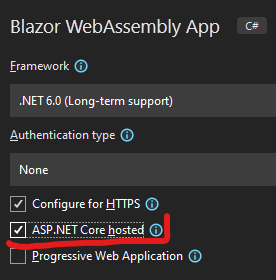 Blazor WebAssembly App C#
Framework
.NET 6.0 (Long-term support)
Authentication type
None
Configure for HTTPS
ASP.NET Core hosted
Progressive Web Application